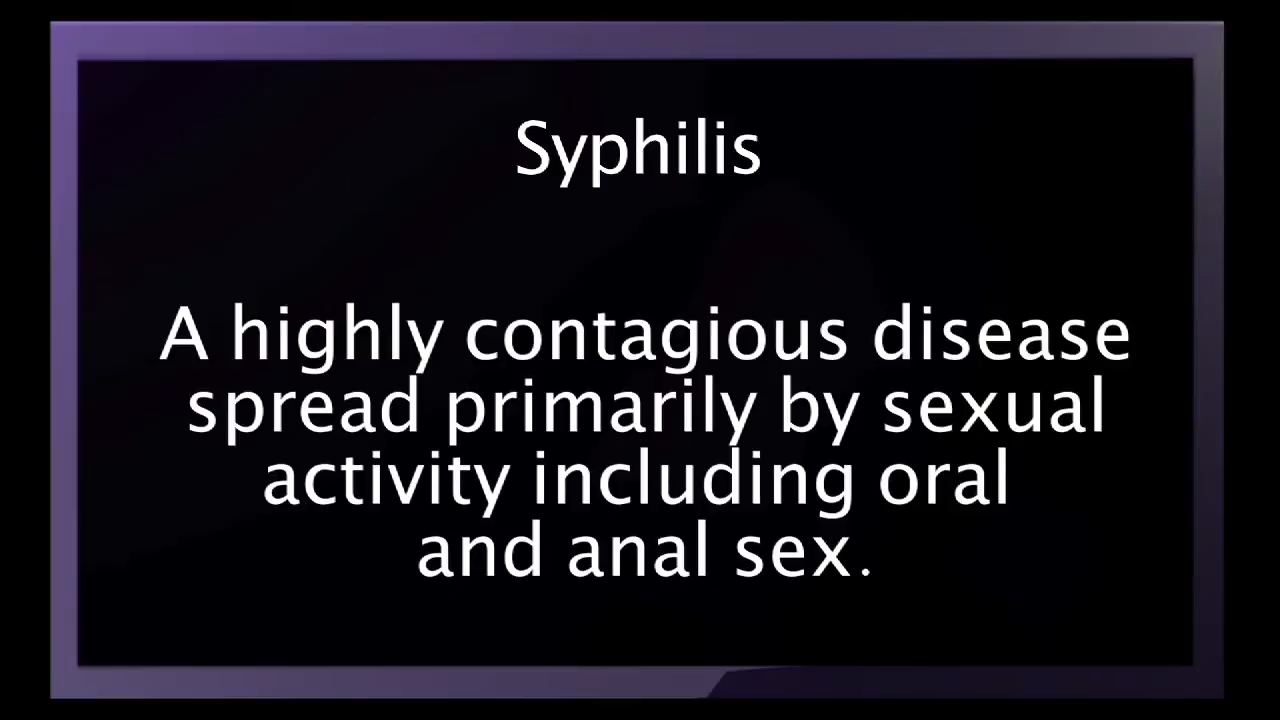 Syphilis
A highly contagious disease
spread primarily by sexual
activity including oral
and anal sex.